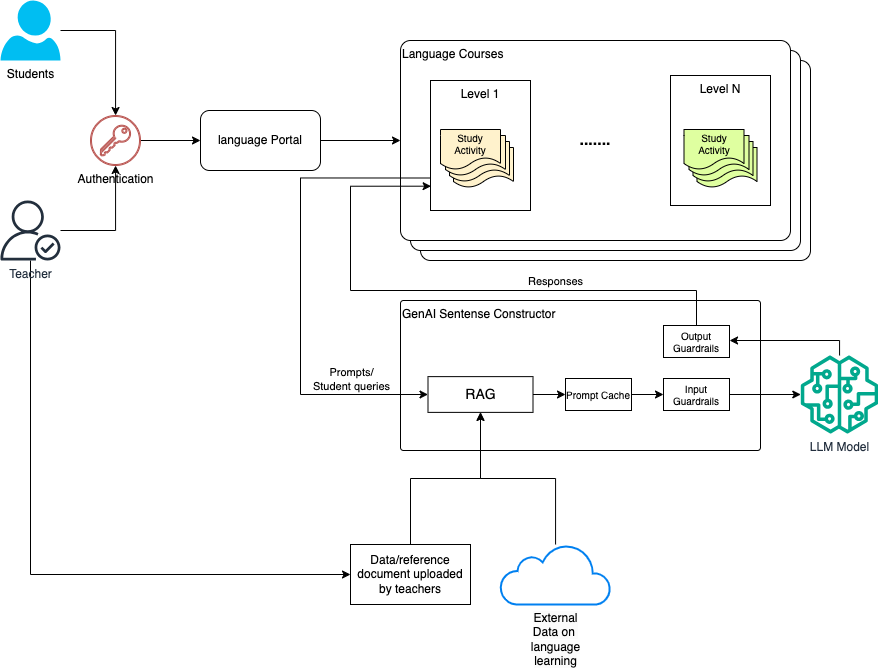 Students
Authentication
Teacher
language Portal
Language Courses
Level 1
Study
Activity
.......
Level N
Study
Activity
Responses
GenAI Sentense Constructor
Output
Guardrails
Prompts/
Student queries
RAG
Prompt Cache
Input
Guardrails
LLM Model
Data/reference
document uploaded
by teachers
External
Data on
language
learning